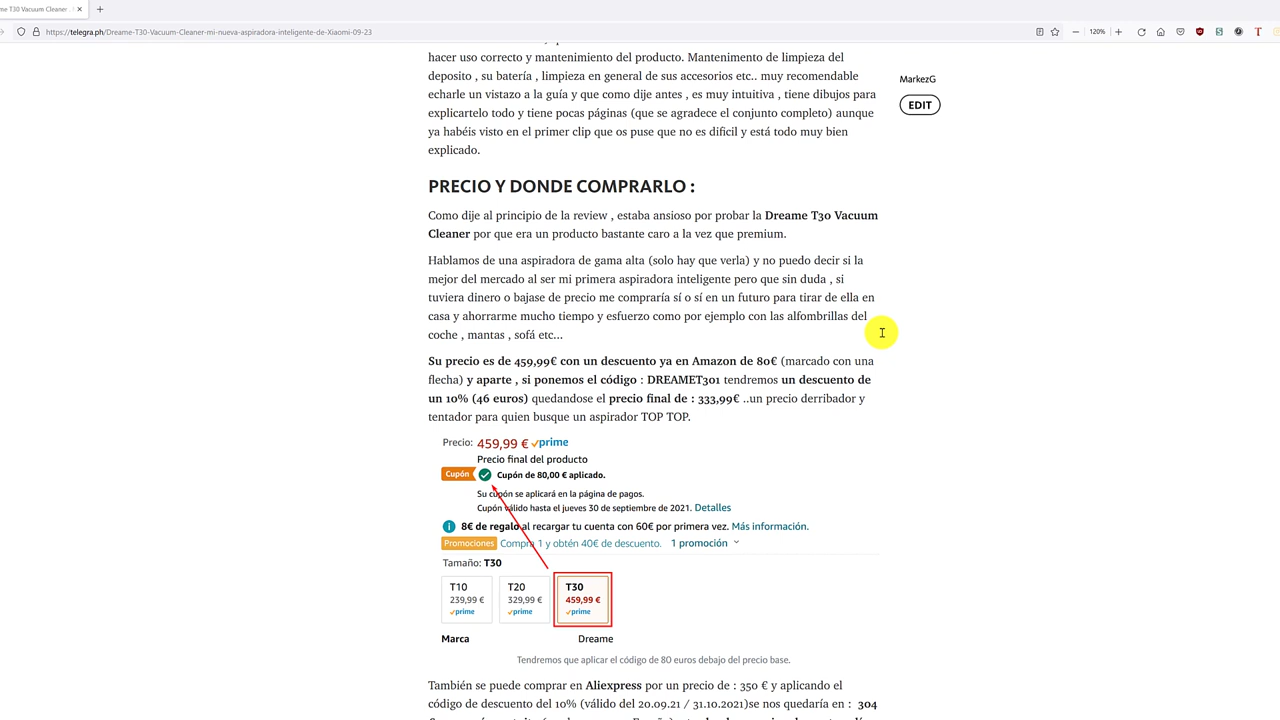 me T30 Vacuum Cleaner
https://telegra.ph/Dreame-T30-Vacuum-Cleaner-mi-nueva-aspiradora-inteligente-de-Xiaomi-09-23
120%
hacer uso correcto y mantenimiento del producto. Mantenimento de limpieza del
deposito , su batería , limpieza en general de sus accesorios etc.. muy recomendable
echarle un vistazo a la guía y que como dije antes , es muy intuitiva , tiene dibujos para
explicartelo todo y tiene pocas páginas (que se agradece el conjunto completo) aunque
ya habéis visto en el primer clip que os puse que no es dificil y está todo muy bien
explicado.
MarkezG
EDIT
PRECIO Y DONDE COMPRARLO :
Como dije al principio de la review , estaba ansioso por probar la Dreame T30 Vacuum
Cleaner por que era un producto bastante caro a la vez que premium.
Hablamos de una aspiradora de gama alta (solo hay que verla) y no puedo decir si la
mejor del mercado al ser mi primera aspiradora inteligente pero que sin duda , si
tuviera dinero o bajase de precio me compraría sí o sí en un futuro para tirar de ella en
casa y ahorrarme mucho tiempo y esfuerzo como por ejemplo con las alfombrillas del
coche , mantas , sofá etc...
Su precio es de 459,99€ con un descuento ya en Amazon de 80€ (marcado con una
flecha) y aparte , si ponemos el código : DREAMET301 tendremos un descuento de
un 10% (46 euros) quedandose el precio final de : 333,99€ ..un precio derribador y
tentador para quien busque un aspirador TOP TOP.
Precio: 459,99 € prime
Precio final del producto
Cupón Cupón de 80,00 € aplicado.
Su cupón se aplicará en la página de pagos.
Cupón válido hasta el jueves 30 de septiembre de 2021. Detalles
8€ de regalo al recargar tu cuenta con 60€ por primera vez. Más información.
Promociones Compra 1 y obtén 40€ de descuento. 1 promoción
Tamaño: T30
T10 T20 T30
239,99 € 329,99 € 459,99 €
prime prime prime
Marca Dreame
Tendremos que aplicar el código de 80 euros debajo del precio base.
También se puede comprar en Aliexpress por un precio de : 350 € y aplicando el
código de descuento del 10% (válido del 20.09.21 / 31.10.2021)se nos quedaría en : 304